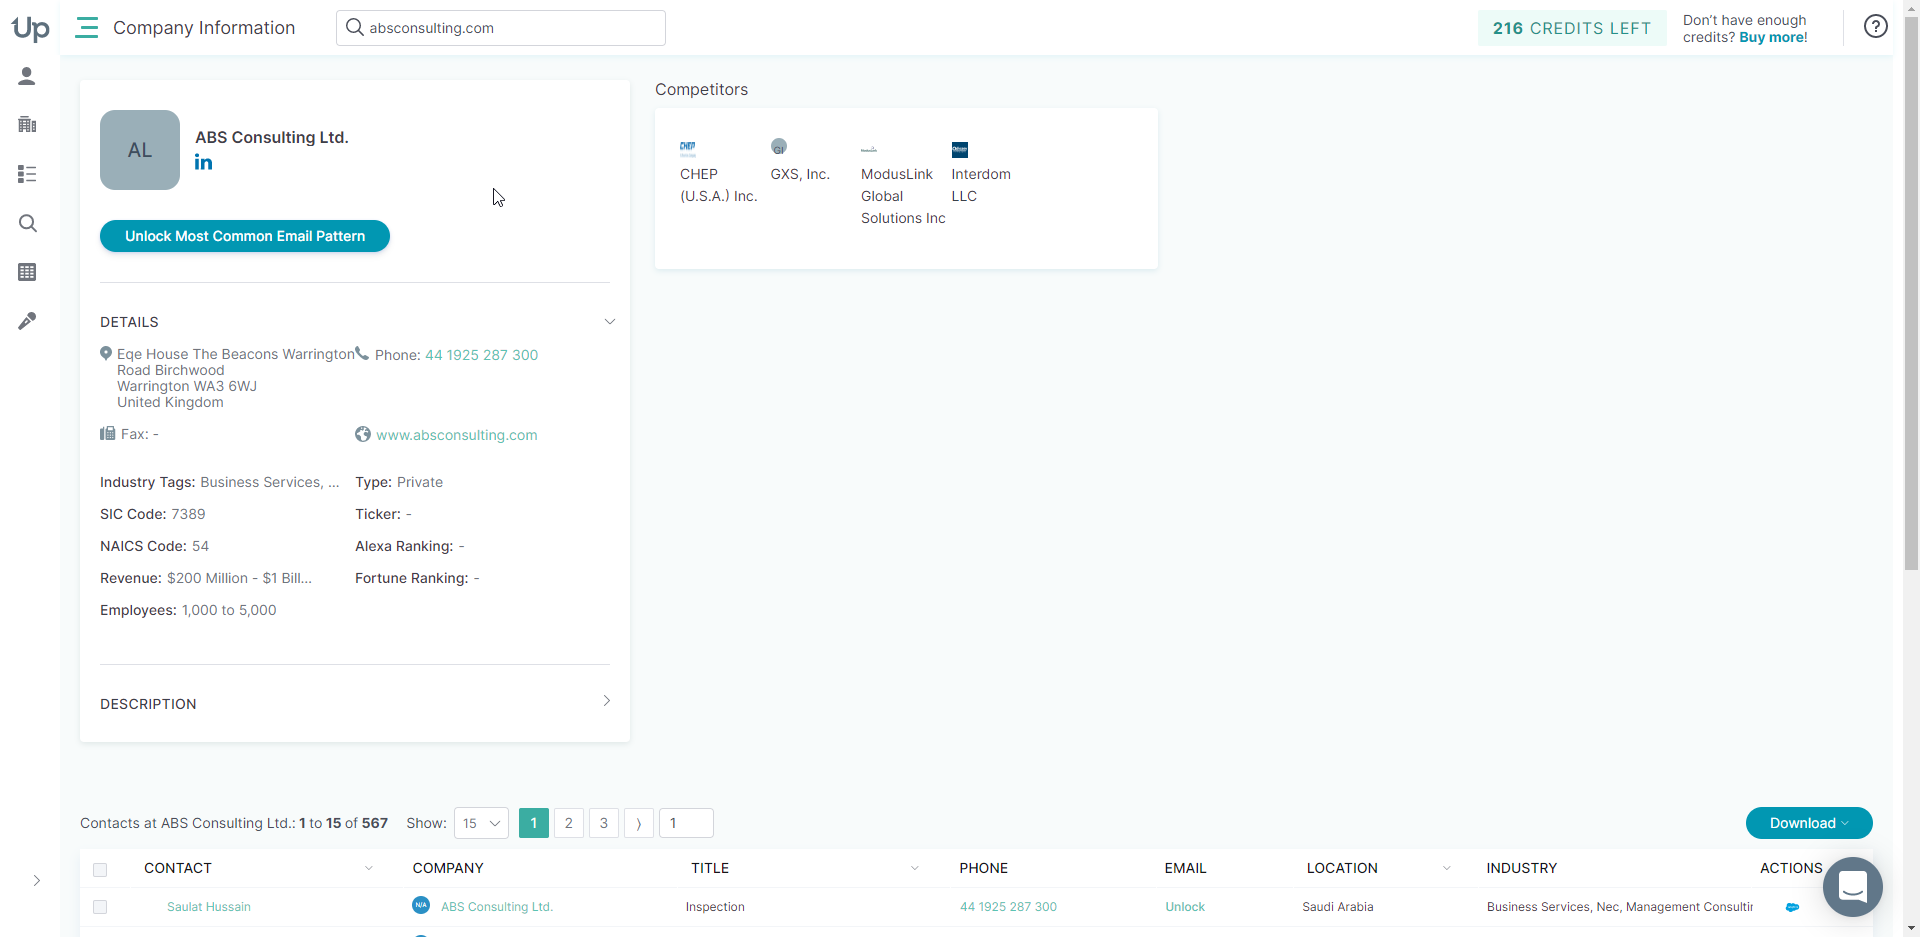 Up
Company Information
absconsulting.com
216 CREDITS LEFT
Don't have enough
credits? Buy more!
?
AL
ABS Consulting Ltd.
in
Unlock Most Common Email Pattern
DETAILS
Eqe House The Beacons Warrington
Road Birchwood
Warrington WA3 6WJ
United Kingdom
Phone: 44 1925 287 300
Fax: -
www.absconsulting.com
Industry Tags: Business Services, ...
Type: Private
SIC Code: 7389
Ticker: -
NAICS Code: 54
Alexa Ranking: -
Revenue: $200 Million - $1 Bill...
Fortune Ranking: -
Employees: 1,000 to 5,000
DESCRIPTION
Competitors
CHEP
CHEP
(U.S.A.) Inc.
GI
GXS, Inc.
ModusLink
Global
Solutions Inc
Interdom
LLC
Contacts at ABS Consulting Ltd.: 1 to 15 of 567
Show: 15
1 2 3 ⟩ 1
Download
CONTACT COMPANY TITLE PHONE EMAIL LOCATION INDUSTRY ACTIONS
Saulat Hussain N/A ABS Consulting Ltd. Inspection 44 1925 287 300 Unlock Saudi Arabia Business Services, Nec, Management Consultin